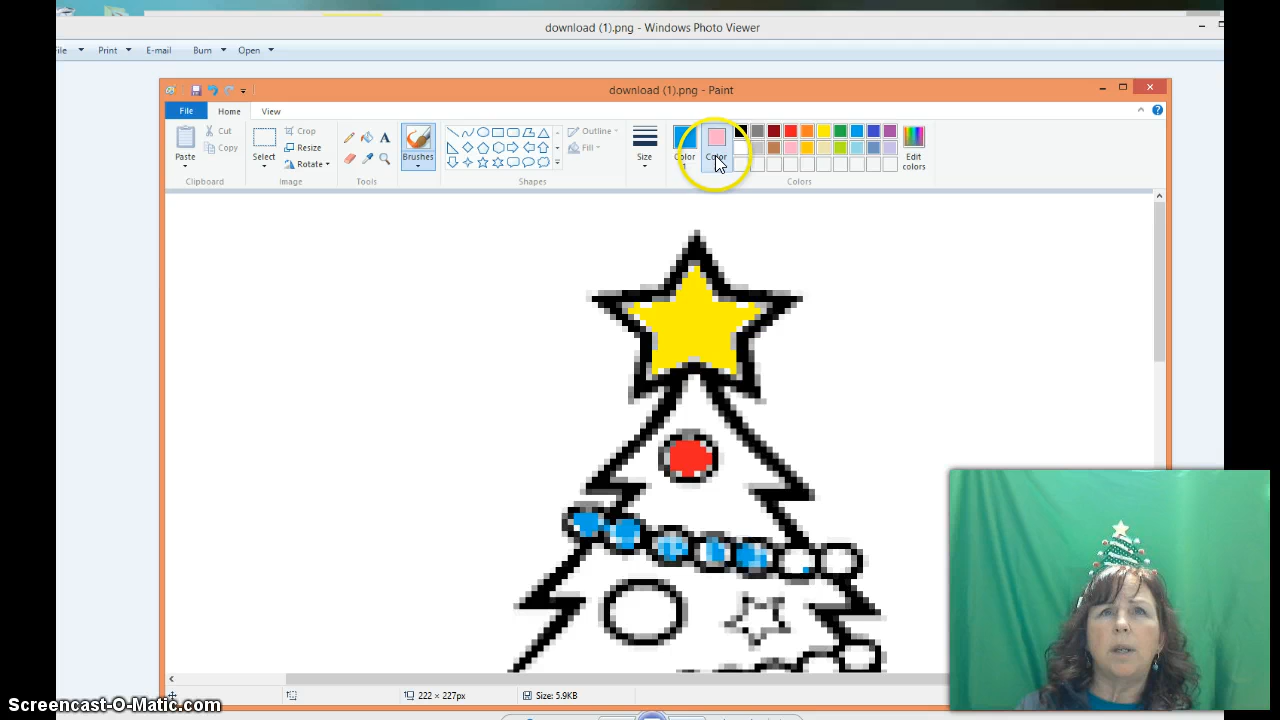 download (1).png - Windows Photo Viewer
File Print E-mail Burn Open
download (1).png - Paint
File Home View
Paste Cut Copy
Select Crop Resize Rotate
Brushes
Outline Fill
Size
Color Color
Edit colors
Clipboard Image Tools Shapes Colors
222 × 227px Size: 5.9KB
Screencast-O-Matic.com